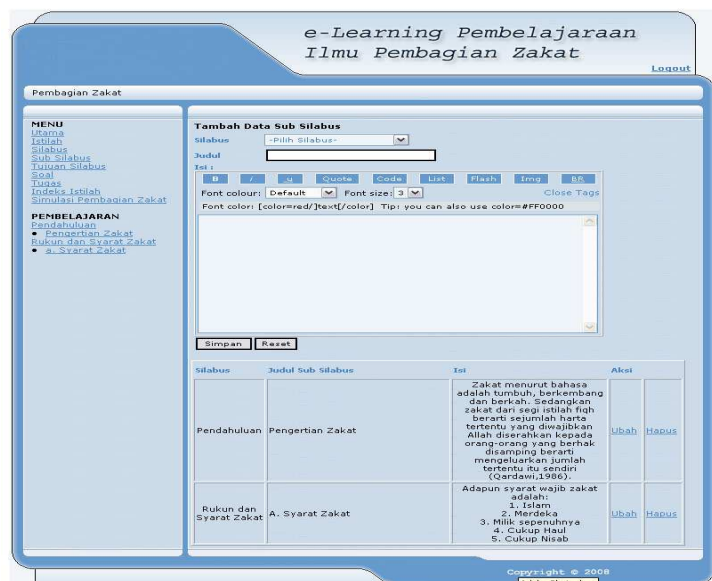 e-Learning Pembelajaraan
Ilmu Pembagian Zakat
Logout
Pembagian Zakat
MENU
Utama
Istilah
Silabus
Sub Silabus
Tujuan Silabus
Soal
Tugas
Indeks Istilah
Simulasi Pembagian Zakat
PEMBELAJARAN
Pendahuluan
Pengertian Zakat
Rukun dan Syarat Zakat
a. Syarat Zakat
Tambah Data Sub Silabus
Silabus -Pilih Silabus-
Judul
Isi :
B i u Quote Code List Flash Img BR
Font colour: Default Font size: 3 Close Tags
Font color: [color=red/]text[/color] Tip: you can also use color=#FF0000
Simpan Reset
Silabus Judul Sub Silabus Isi Aksi
Pendahuluan Pengertian Zakat
Zakat menurut bahasa
adalah tumbuh, berkembang
dan berkah. Sedangkan
zakat dari segi istilah fiqh
berarti sejumlah harta
tertentu yang diwajibkan
Allah diserahkan kepada
orang-orang yang berhak
disamping berarti
mengeluarkan jumlah
tertentu itu sendiri
(Qardawi,1986).
Ubah Hapus
Rukun dan
Syarat Zakat
A. Syarat Zakat
Adapun syarat wajib zakat
adalah:
1. Islam
2. Merdeka
3. Milik sepenuhnya
4. Cukup Haul
5. Cukup Nisab
Ubah Hapus
Copyright © 2008